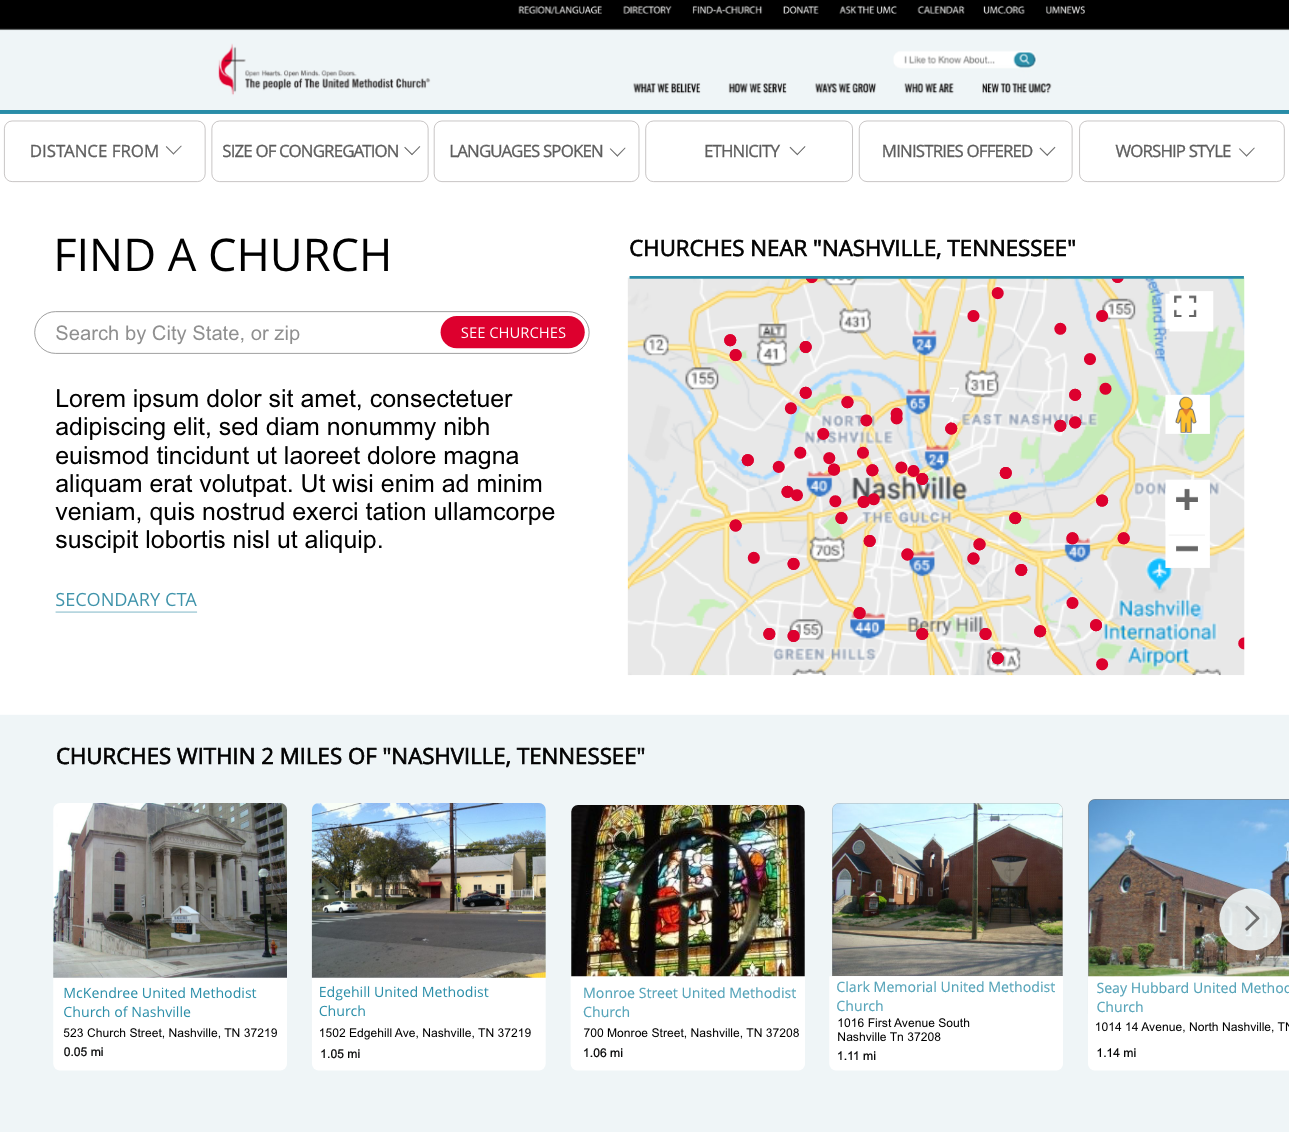 REGION/LANGUAGE DIRECTORY FIND-A-CHURCH DONATE ASK THE UMC CALENDAR UMC.ORG UMNEWS
Open Hearts. Open Minds. Open Doors.
The people of The United Methodist Church®
I Like to Know About...
WHAT WE BELIEVE HOW WE SERVE WAYS WE GROW WHO WE ARE NEW TO THE UMC?
DISTANCE FROM SIZE OF CONGREGATION LANGUAGES SPOKEN ETHNICITY MINISTRIES OFFERED WORSHIP STYLE
FIND A CHURCH
Search by City State, or zip SEE CHURCHES
Lorem ipsum dolor sit amet, consectetuer
adipiscing elit, sed diam nonummy nibh
euismod tincidunt ut laoreet dolore magna
aliquam erat volutpat. Ut wisi enim ad minim
veniam, quis nostrud exerci tation ullamcorpe
suscipit lobortis nisl ut aliquip.
SECONDARY CTA
CHURCHES NEAR "NASHVILLE, TENNESSEE"
155
erland River
431
ALT
41
12
24
155
31E
65
EAST NASHVILLE
NORTH
NASHVILLE
24
40
Nashville
THE GULCH
70S
65
40
440
Berry Hill
155
GREEN HILLS
Nashville
International
Airport
CHURCHES WITHIN 2 MILES OF "NASHVILLE, TENNESSEE"
McKendree United Methodist
Church of Nashville
523 Church Street, Nashville, TN 37219
0.05 mi
Edgehill United Methodist
Church
1502 Edgehill Ave, Nashville, TN 37219
1.05 mi
Monroe Street United Methodist
Church
700 Monroe Street, Nashville, TN 37208
1.06 mi
Clark Memorial United Methodist
Church
1016 First Avenue South
Nashville Tn 37208
1.11 mi
Seay Hubbard United Methoc
Church
1014 14 Avenue, North Nashville, TN
1.14 mi